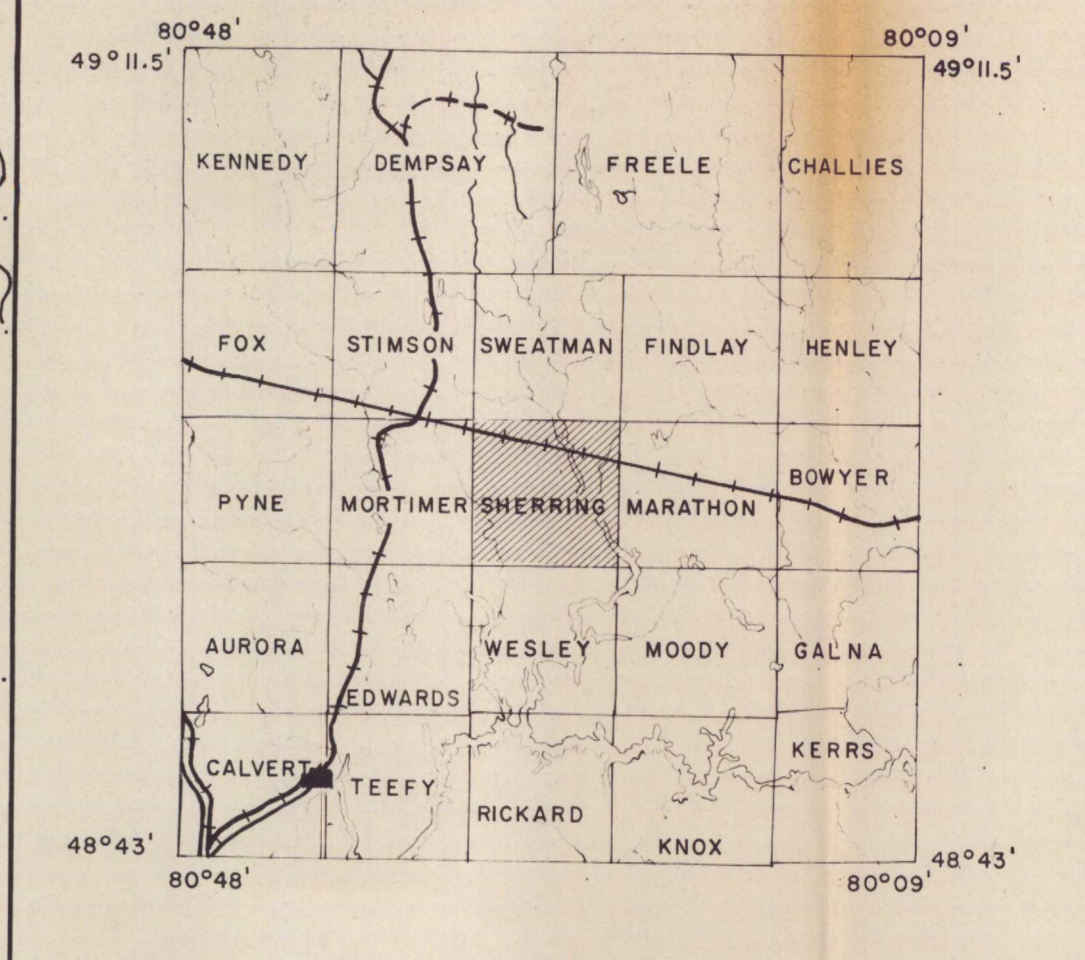 80°48'
80°09'
49°11.5'
49°11.5'
KENNEDY
DEMPSAY
FREELE
CHALLIES
FOX
STIMSON
SWEATMAN
FINDLAY
HENLEY
PYNE
MORTIMER
SHERRING
MARATHON
BOWYER
AURORA
EDWARDS
WESLEY
MOODY
GALNA
CALVERT
TEEFY
RICKARD
KNOX
KERRS
48°43'
48°43'
80°48'
80°09'